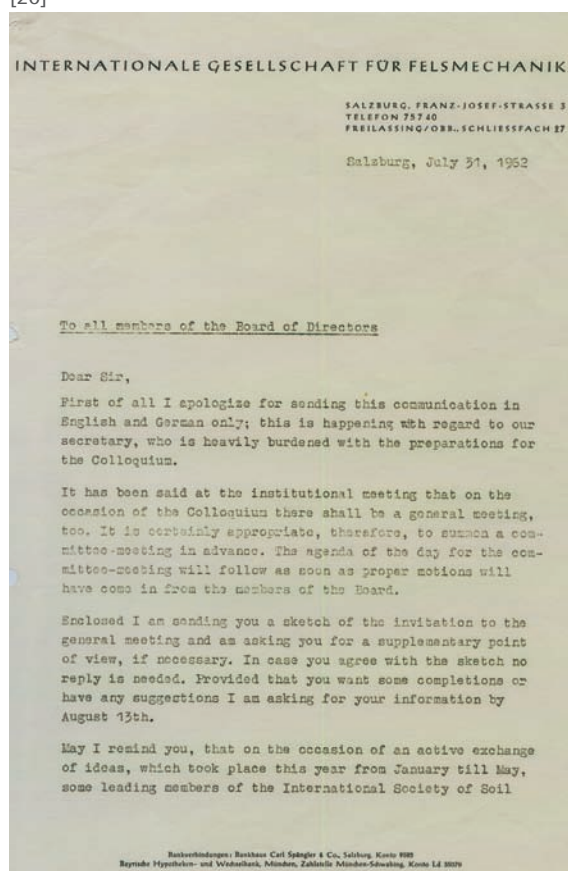 [26]
INTERNATIONALE GESELLSCHAFT FÜR FELSMECHANIK
SALZBURG, FRANZ-JOSEF-STRASSE 3
TELEFON 75740
FREILASSING/OBB., SCHLIESSFACH 27
Salzburg, July 31, 1962
To all members of the Board of Directors
Dear Sir,
First of all I apologize for sending this communication in
English and German only; this is happening with regard to our
secretary, who is heavily burdened with the preparations for
the Colloquium.
It has been said at the institutional meeting that on the
occasion of the Colloquium there shall be a general meeting,
too. It is certainly appropriate, therefore, to summon a com-
mittee-meeting in advance. The agenda of the day for the com-
mittee-meeting will follow as soon as proper motions will
have come in from the members of the Board.
Enclosed I am sending you a sketch of the invitation to the
general meeting and am asking you for a supplementary point
of view, if necessary. In case you agree with the sketch no
reply is needed. Provided that you want some completions or
have any suggestions I am asking for your information by
August 13th.
May I remind you, that on the occasion of an active exchange
of ideas, which took place this year from January till May,
some leading members of the International Society of Soil
Bankverbindungen: Bankhaus Carl Spängler & Co., Salzburg, Konto
Bayrische Hypotheken- und Wechselbank, München, Zahlstelle München-Schwabing, Konto Ld